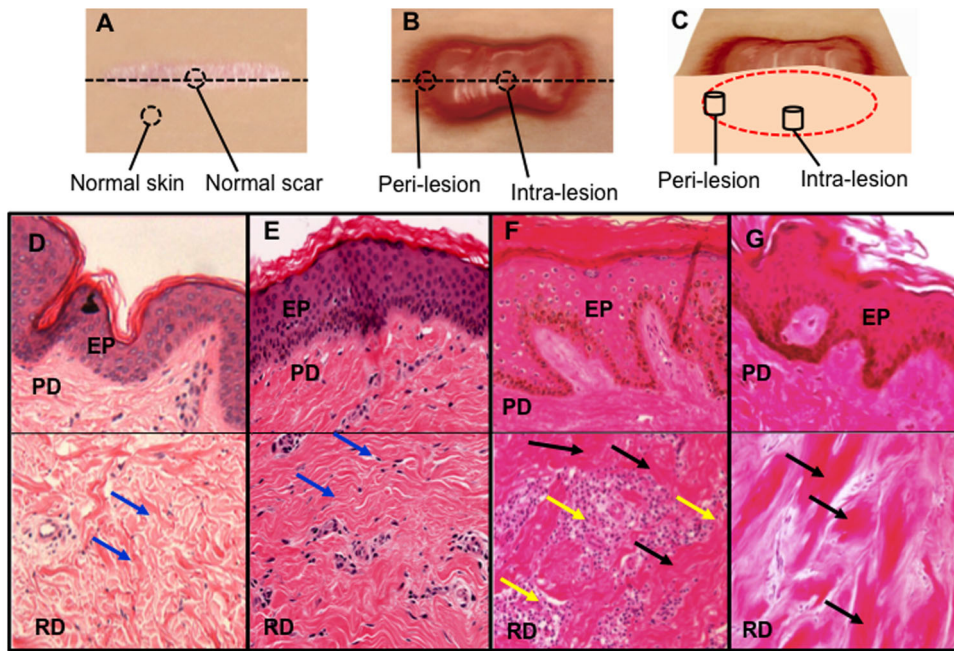 A
B
C
Normal skin
Normal scar
Peri-lesion
Intra-lesion
Peri-lesion
Intra-lesion
D
E
F
G
EP
EP
EP
EP
PD
PD
PD
PD
RD
RD
RD
RD